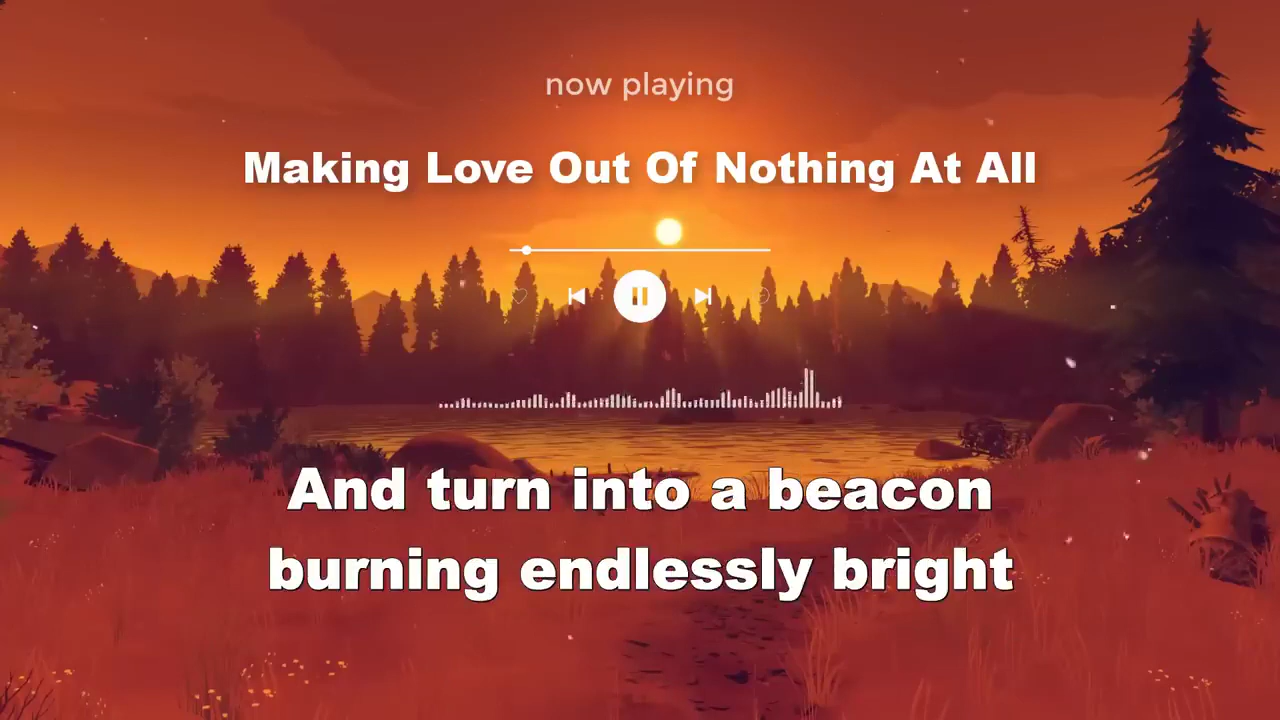 now playing
Making Love Out Of Nothing At All
And turn into a beacon
burning endlessly bright